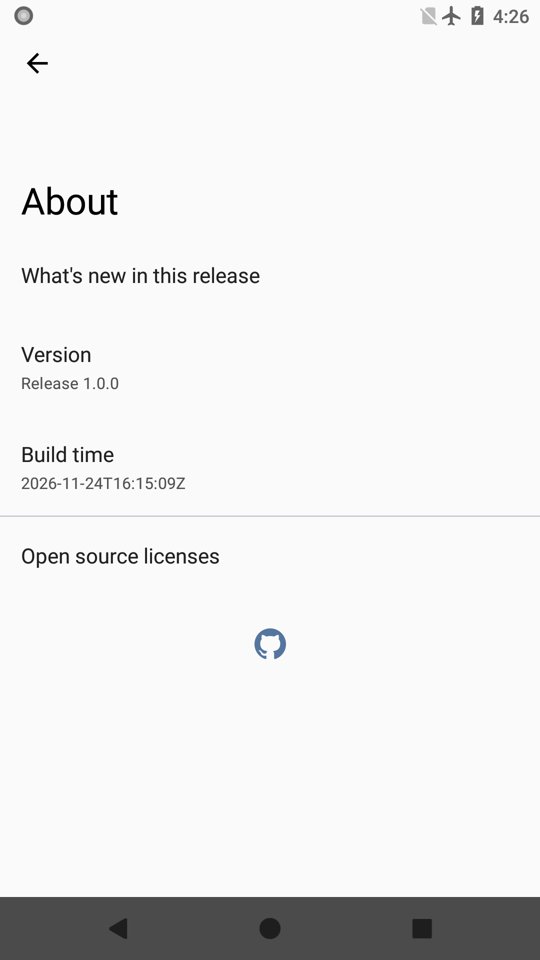 4:26
About
What's new in this release
Version
Release 1.0.0
Build time
2026-11-24T16:15:09Z
Open source licenses